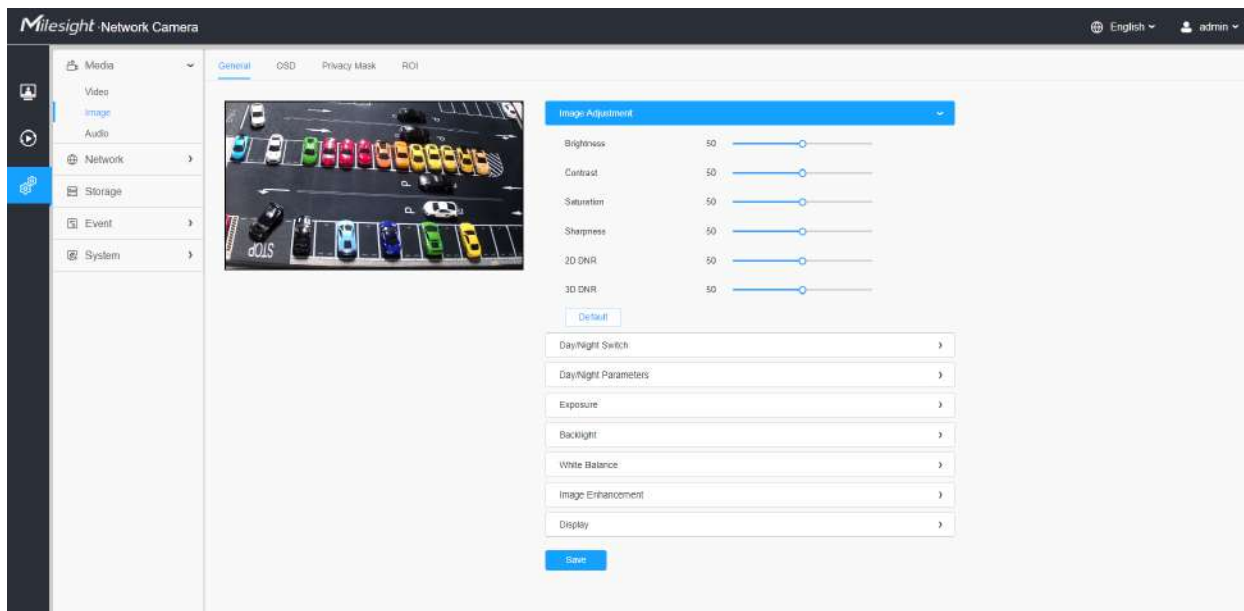 Milesight Network Camera
English
admin
Media
Video
Image
Audio
Network
Storage
Event
System
General OSD Privacy Mask ROI
P
P
P
STOP
Image Adjustment
Brightness 50
Contrast 50
Saturation 50
Sharpness 50
2D DNR 50
3D DNR 50
Default
Day/Night Switch
Day/Night Parameters
Exposure
Backlight
White Balance
Image Enhancement
Display
Save